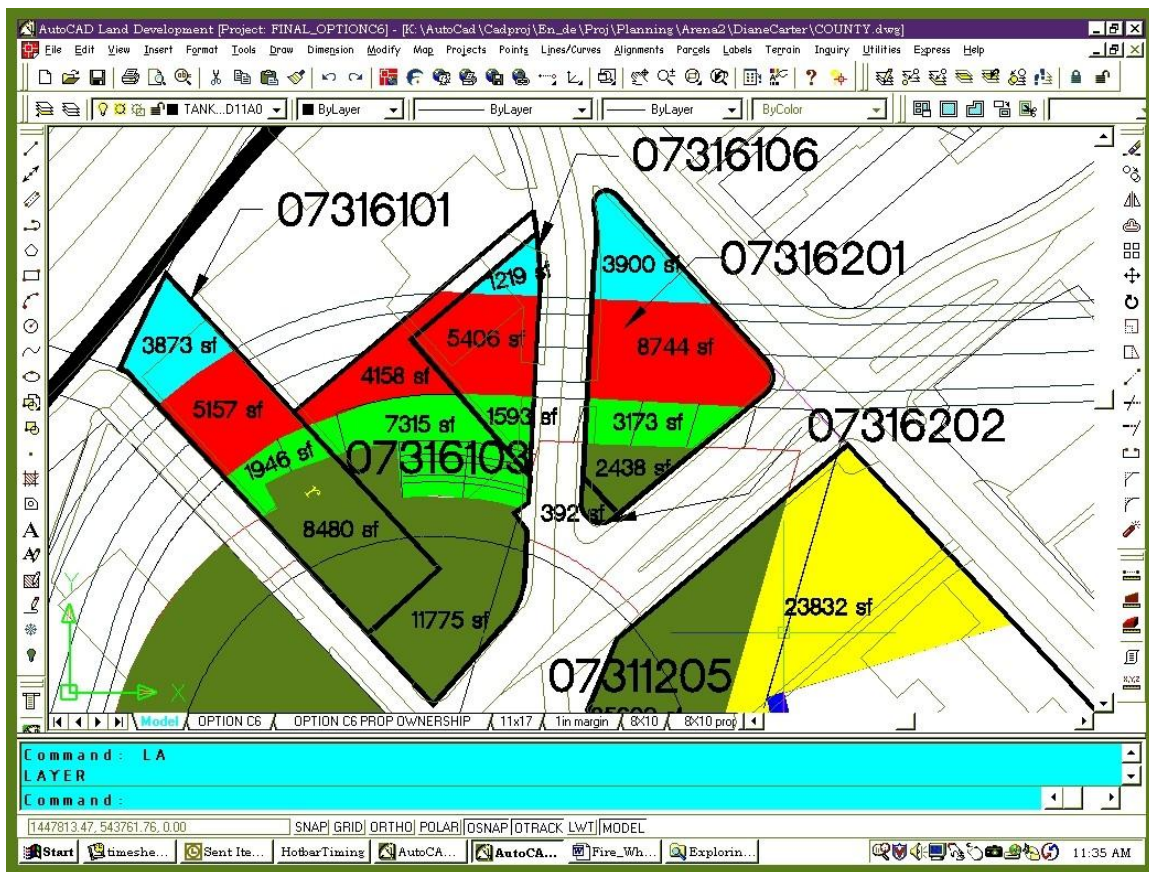 AutoCAD Land Development [Project: FINAL_OPTIONC6] - [K:\AutoCad\Cadproj\En_de\Proj\Planning\Arena2\DianeCarter\COUNTY.dwg]
File Edit View Insert Format Tools Draw Dimension Modify Map Projects Points Lines/Curves Alignments Parcels Labels Terrain Inquiry Utilities Express Help
TANK...D11A0 ByLayer ByLayer ByLayer ByColor
07316106
07316101
07316201
1219 sf
3900 sf
3873 sf
5406 sf
8744 sf
4158 sf
5157 sf
7315 sf
1593 sf
3173 sf
07316202
1946 sf
07316103
2438 sf
392 sf
8480 sf
23832 sf
11775 sf
07311205
Y
X
X,Y,Z
Model OPTION C6 OPTION C6 PROP OWNERSHIP 11x17 1in margin 8X10 8X10 prop
Command: LA
LAYER
Command:
1447813.47, 543761.76, 0.00 SNAP GRID ORTHO POLAR OSNAP OTRACK LWT MODEL
Start timeshe... Sent Ite... HotbarTiming AutoCA... AutoCA... Fire_Wh... Explorin... 11:35 AM